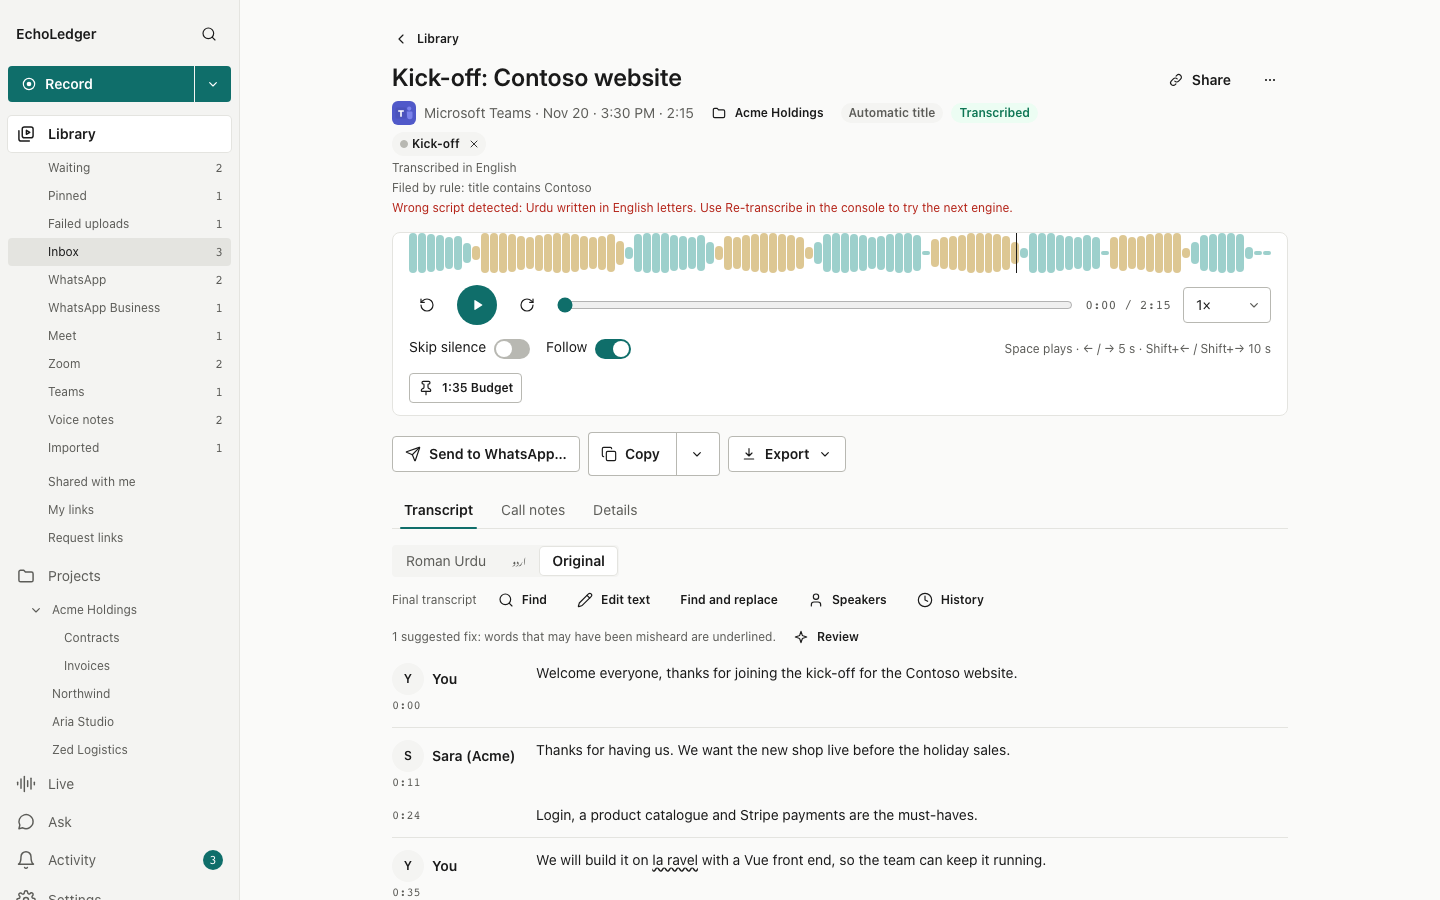 EchoLedger
Record
Library
Waiting 2
Pinned 1
Failed uploads 1
Inbox 3
WhatsApp 2
WhatsApp Business 1
Meet 1
Zoom 2
Teams 1
Voice notes 2
Imported 1
Shared with me
My links
Request links
Projects
Acme Holdings
Contracts
Invoices
Northwind
Aria Studio
Zed Logistics
Live
Ask
Activity 3
Settings
Library
Kick-off: Contoso website
Share
T Microsoft Teams · Nov 20 · 3:30 PM · 2:15 Acme Holdings Automatic title Transcribed
Kick-off
Transcribed in English
Filed by rule: title contains Contoso
Wrong script detected: Urdu written in English letters. Use Re-transcribe in the console to try the next engine.
0:00 / 2:15 1x
Skip silence Follow Space plays · ← / → 5 s · Shift+← / Shift+→ 10 s
1:35 Budget
Send to WhatsApp... Copy Export
Transcript Call notes Details
Roman Urdu اردو Original
Final transcript Find Edit text Find and replace Speakers History
1 suggested fix: words that may have been misheard are underlined. Review
Y You Welcome everyone, thanks for joining the kick-off for the Contoso website.
0:00
S Sara (Acme) Thanks for having us. We want the new shop live before the holiday sales.
0:11
0:24 Login, a product catalogue and Stripe payments are the must-haves.
Y You We will build it on la ravel with a Vue front end, so the team can keep it running.
0:35